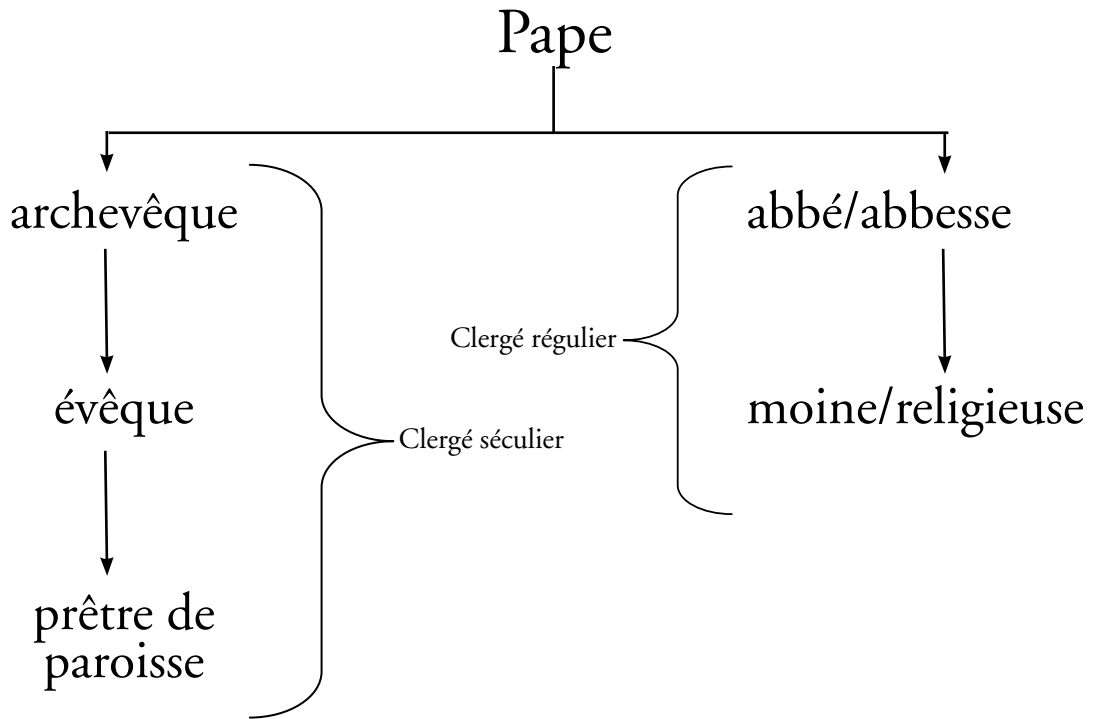 Pape
archevêque
abbé/abbesse
Clergé régulier
évêque
moine/religieuse
Clergé séculier
prêtre de
paroisse